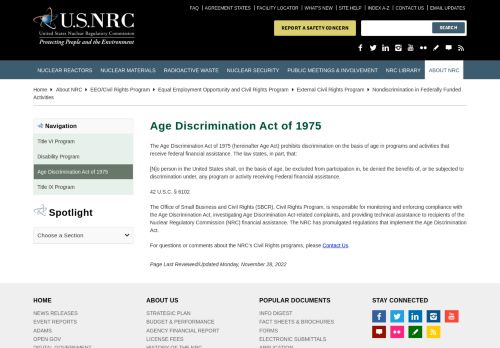 FAQ | AGREEMENT STATES | FACILITY LOCATOR | WHAT'S NEW | SITE HELP | INDEX A-Z | CONTACT US | EMAIL UPDATES
U.S.NRC
United States Nuclear Regulatory Commission
Protecting People and the Environment
REPORT A SAFETY CONCERN
SEARCH
NUCLEAR REACTORS NUCLEAR MATERIALS RADIOACTIVE WASTE NUCLEAR SECURITY PUBLIC MEETINGS & INVOLVEMENT NRC LIBRARY ABOUT NRC
Home ▸ About NRC ▸ EEO/Civil Rights Program ▸ Equal Employment Opportunity and Civil Rights Program ▸ External Civil Rights Program ▸ Nondiscrimination in Federally Funded
Activities
Navigation
Title VI Program
Disability Program
Age Discrimination Act of 1975
Title IX Program
Spotlight
Choose a Section
Age Discrimination Act of 1975
The Age Discrimination Act of 1975 (hereinafter Age Act) prohibits discrimination on the basis of age in programs and activities that
receive federal financial assistance. The law states, in part, that:
[N]o person in the United States shall, on the basis of age, be excluded from participation in, be denied the benefits of, or be subjected to
discrimination under, any program or activity receiving Federal financial assistance.
42 U.S.C. § 6102
The Office of Small Business and Civil Rights (SBCR), Civil Rights Program, is responsible for monitoring and enforcing compliance with
the Age Discrimination Act, investigating Age Discrimination Act-related complaints, and providing technical assistance to recipients of the
Nuclear Regulatory Commission (NRC) financial assistance. The NRC has promulgated regulations that implement the Age Discrimination
Act.
For questions or comments about the NRC's Civil Rights programs, please Contact Us.
Page Last Reviewed/Updated Monday, November 28, 2022
HOME
NEWS RELEASES
EVENT REPORTS
ADAMS
OPEN GOV
DIGITAL GOVERNMENT
ABOUT US
STRATEGIC PLAN
BUDGET & PERFORMANCE
AGENCY FINANCIAL REPORT
LICENSE FEES
HISTORY OF THE NRC
POPULAR DOCUMENTS
INFO DIGEST
FACT SHEETS & BROCHURES
FORMS
ELECTRONIC SUBMITTALS
APPLICATION
STAY CONNECTED